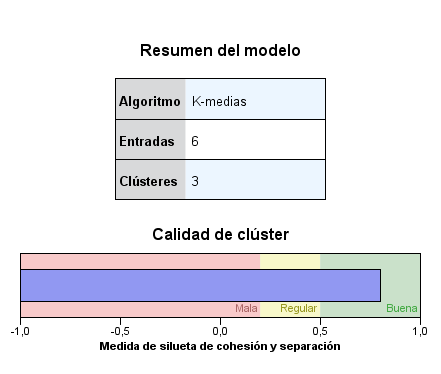 Resumen del modelo
Algoritmo K-medias
Entradas 6
Clústeres 3
Calidad de clúster
Mala Regular Buena
-1,0 -0,5 0,0 0,5 1,0
Medida de silueta de cohesión y separación